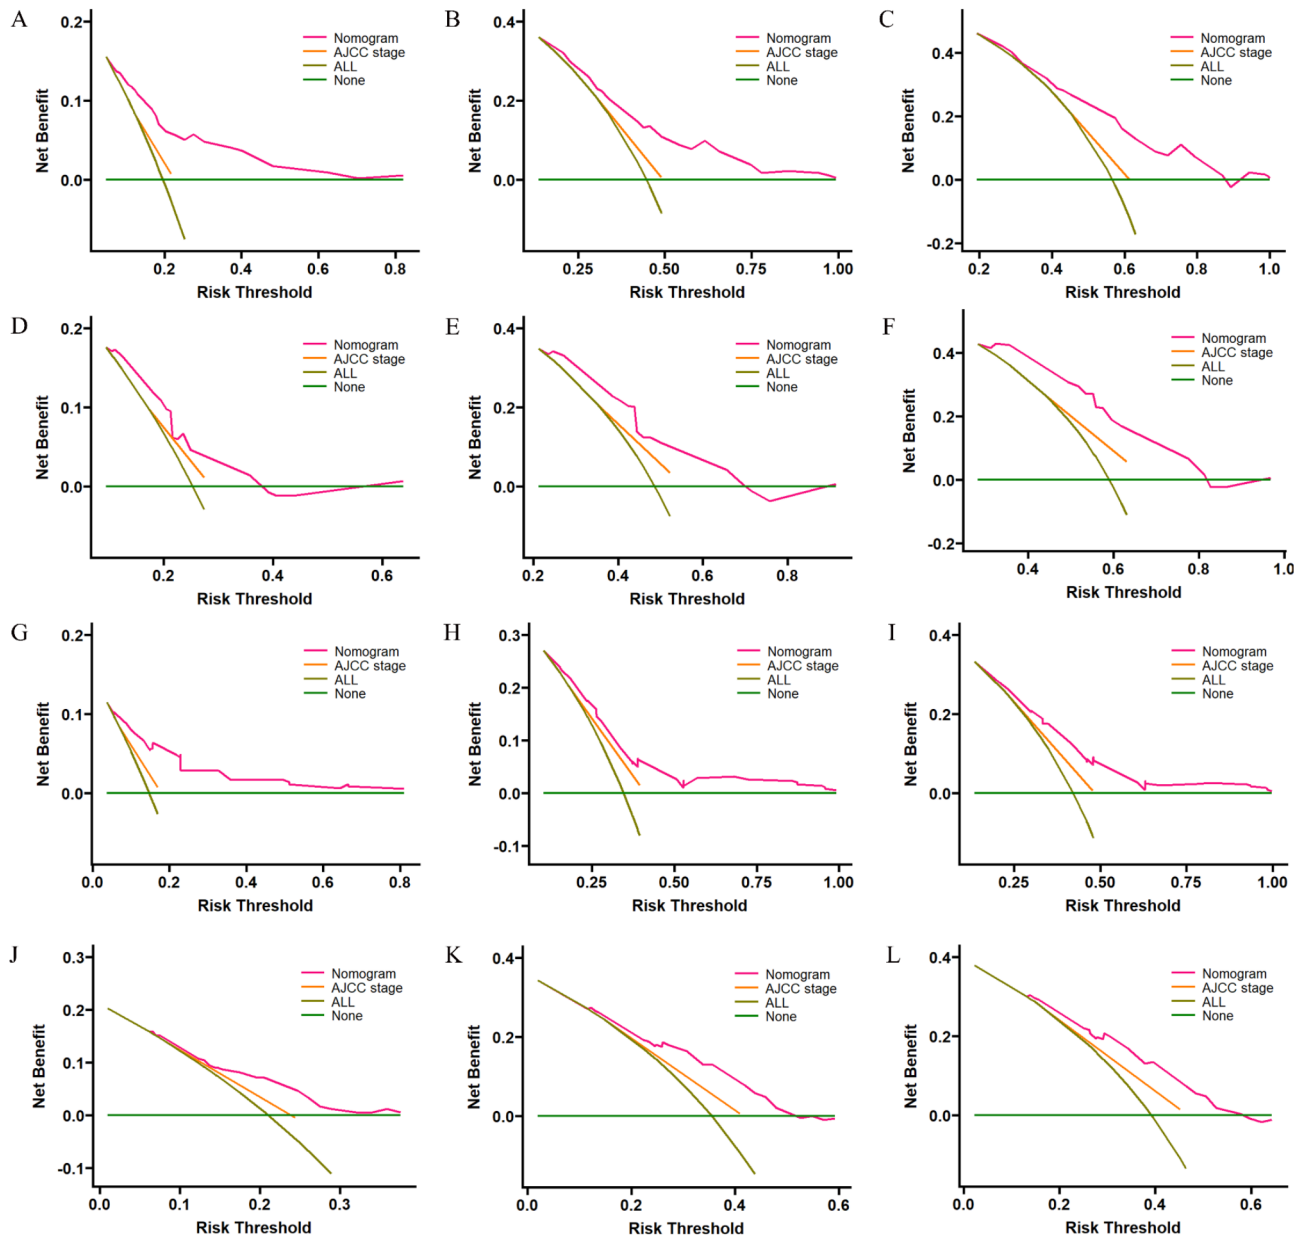 A
0.2
0.1
0.0
Net Benefit
Nomogram
AJCC stage
ALL
None
0.2 0.4 0.6 0.8
Risk Threshold
B
0.4
0.2
0.0
Net Benefit
Nomogram
AJCC stage
ALL
None
0.25 0.50 0.75 1.00
Risk Threshold
C
0.4
0.2
0.0
-0.2
Net Benefit
Nomogram
AJCC stage
ALL
None
0.2 0.4 0.6 0.8 1.0
Risk Threshold
D
0.2
0.1
0.0
Net Benefit
Nomogram
AJCC stage
ALL
None
0.2 0.4 0.6
Risk Threshold
E
0.4
0.2
0.0
Net Benefit
Nomogram
AJCC stage
ALL
None
0.2 0.4 0.6 0.8
Risk Threshold
F
0.4
0.2
0.0
-0.2
Net Benefit
Nomogram
AJCC stage
ALL
None
0.4 0.6 0.8 1.0
Risk Threshold
G
0.2
0.1
0.0
Net Benefit
Nomogram
AJCC stage
ALL
None
0.0 0.2 0.4 0.6 0.8
Risk Threshold
H
0.3
0.2
0.1
0.0
-0.1
Net Benefit
Nomogram
AJCC stage
ALL
None
0.25 0.50 0.75 1.00
Risk Threshold
I
0.4
0.2
0.0
Net Benefit
Nomogram
AJCC stage
ALL
None
0.25 0.50 0.75 1.00
Risk Threshold
J
0.3
0.2
0.1
0.0
-0.1
Net Benefit
Nomogram
AJCC stage
ALL
None
0.0 0.1 0.2 0.3
Risk Threshold
K
0.4
0.2
0.0
Net Benefit
Nomogram
AJCC stage
ALL
None
0.0 0.2 0.4 0.6
Risk Threshold
L
0.4
0.2
0.0
Net Benefit
Nomogram
AJCC stage
ALL
None
0.0 0.2 0.4 0.6
Risk Threshold